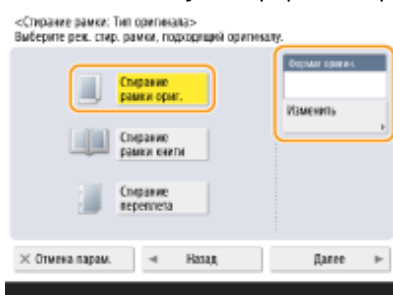 <Стирание рамки: Тип оригинала>
Выберите реж. стир. рамки, подходящий оригиналу.
Стирание
рамки ориг.
Формат оригин.
Изменить
Стирание
рамки книги
Стирание
переплета
Отмена парам.
Назад
Далее